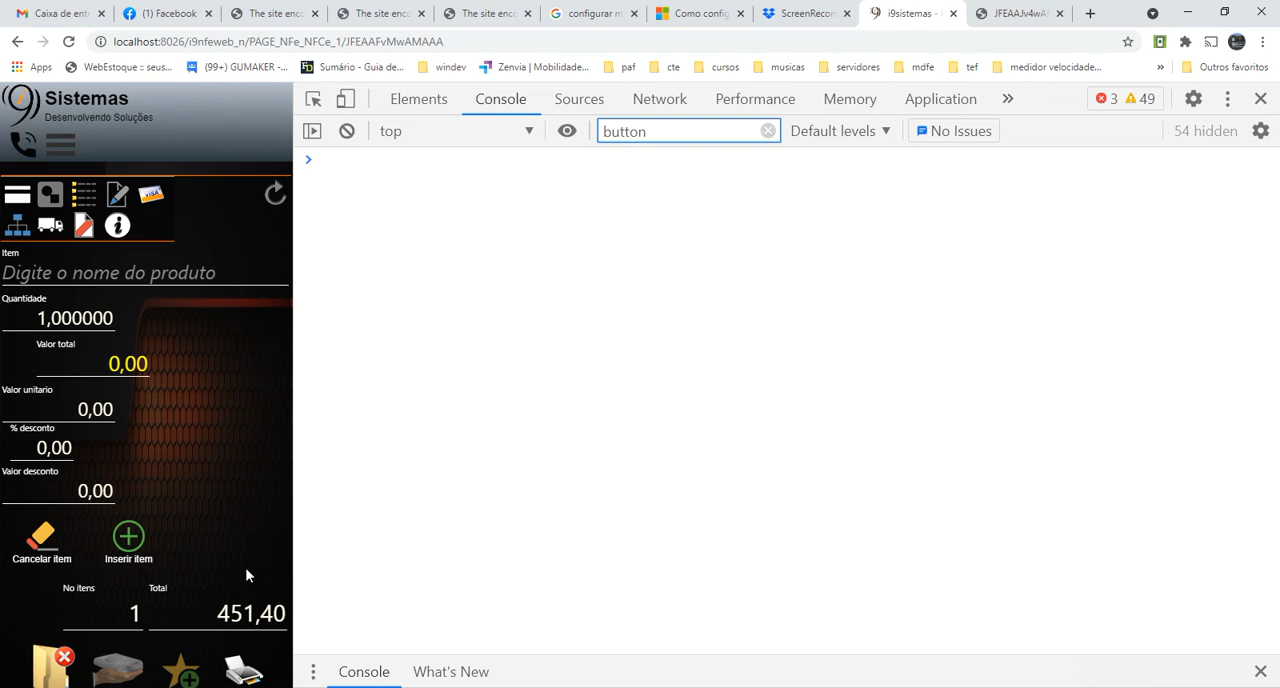 Caixa de entr
(1) Facebook
The site enco
The site enco
The site enco
configurar m
Como config
ScreenRecor
i9sistemas -
JFEAAJv4wA
localhost:8026/i9nfeweb_n/PAGE_NFe_NFCe_1/JFEAAFvMwAMAAA
Apps
WebEstoque :: seus...
(99+) GUMAKER -...
Sumário - Guia de...
windev
Zenvia | Mobilidade...
paf
cte
cursos
musicas
servidores
mdfe
tef
medidor velocidade...
»
Outros favoritos
i9 Sistemas
Desenvolvendo Soluções
Elements
Console
Sources
Network
Performance
Memory
Application
»
3
49
top
button
Default levels
No Issues
54 hidden
VISA
Item
Digite o nome do produto
Quantidade
1,000000
Valor total
0,00
Valor unitario
0,00
% desconto
0,00
Valor desconto
0,00
Cancelar item
Inserir item
No itens
Total
1
451,40
Console
What's New